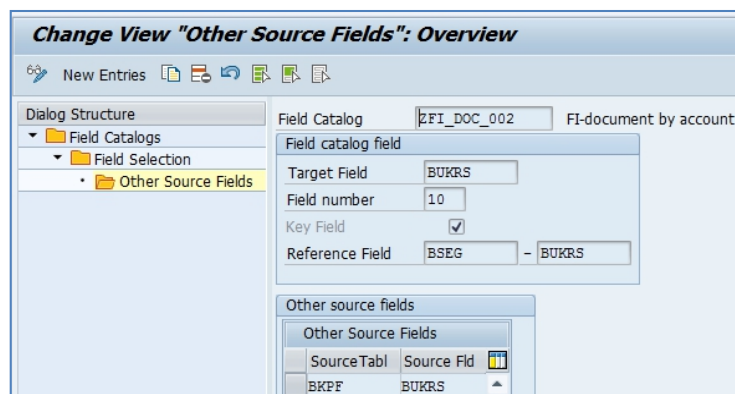 Change View "Other Source Fields": Overview
New Entries
Dialog Structure
Field Catalogs
Field Selection
Other Source Fields
Field Catalog ZFI_DOC_002 FI-document by account
Field catalog field
Target Field BUKRS
Field number 10
Key Field
Reference Field BSEG - BUKRS
Other source fields
Other Source Fields
SourceTabl Source Fld
BKPF BUKRS